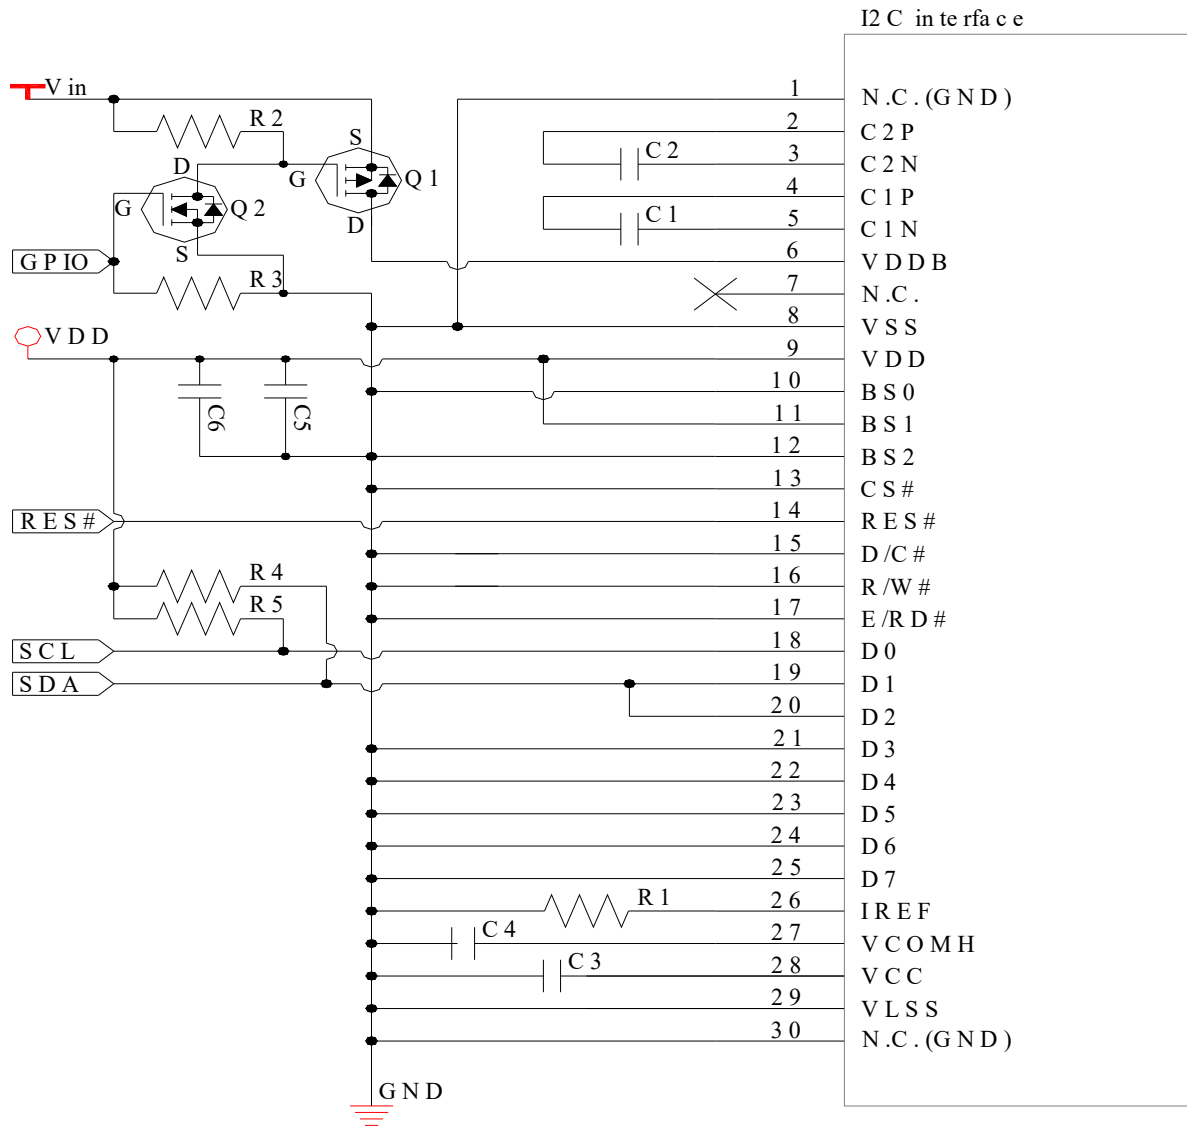 I2C interface
Vin
1 N.C.(GND)
R2
2 C2P
S
C2
3 C2N
D
G
Q1
4 C1P
G
Q2
C1
5 C1N
D
S
GPIO
6 VDDB
R3
7 N.C.
8 VSS
VDD
9 VDD
10 BS0
C6
C5
11 BS1
12 BS2
13 CS#
RES#
14 RES#
15 D/C#
R4
16 R/W#
R5
17 E/RD#
SCL
18 D0
SDA
19 D1
20 D2
21 D3
22 D4
23 D5
24 D6
25 D7
R1
26 IREF
C4
27 VCOMH
C3
28 VCC
29 VLSS
30 N.C.(GND)
GND